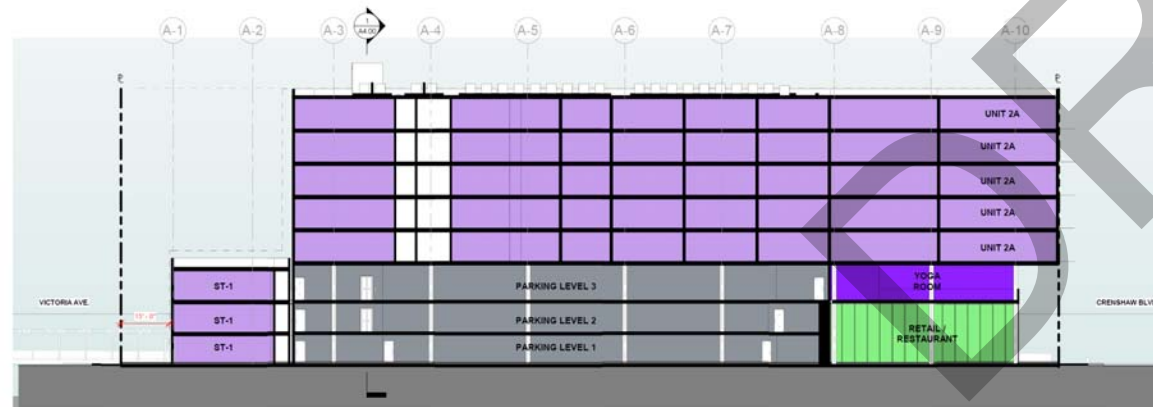 A-1 A-2 A-3 1 A4.00 A-4 A-5 A-6 A-7 A-8 A-9 A-10
UNIT 2A
UNIT 2A
UNIT 2A
UNIT 2A
UNIT 2A
ST-1
PARKING LEVEL 3
YOGA
ROOM
VICTORIA AVE.
CRENSHAW BLV
ST-1
PARKING LEVEL 2
RETAIL /
RESTAURANT
ST-1
PARKING LEVEL 1
DR